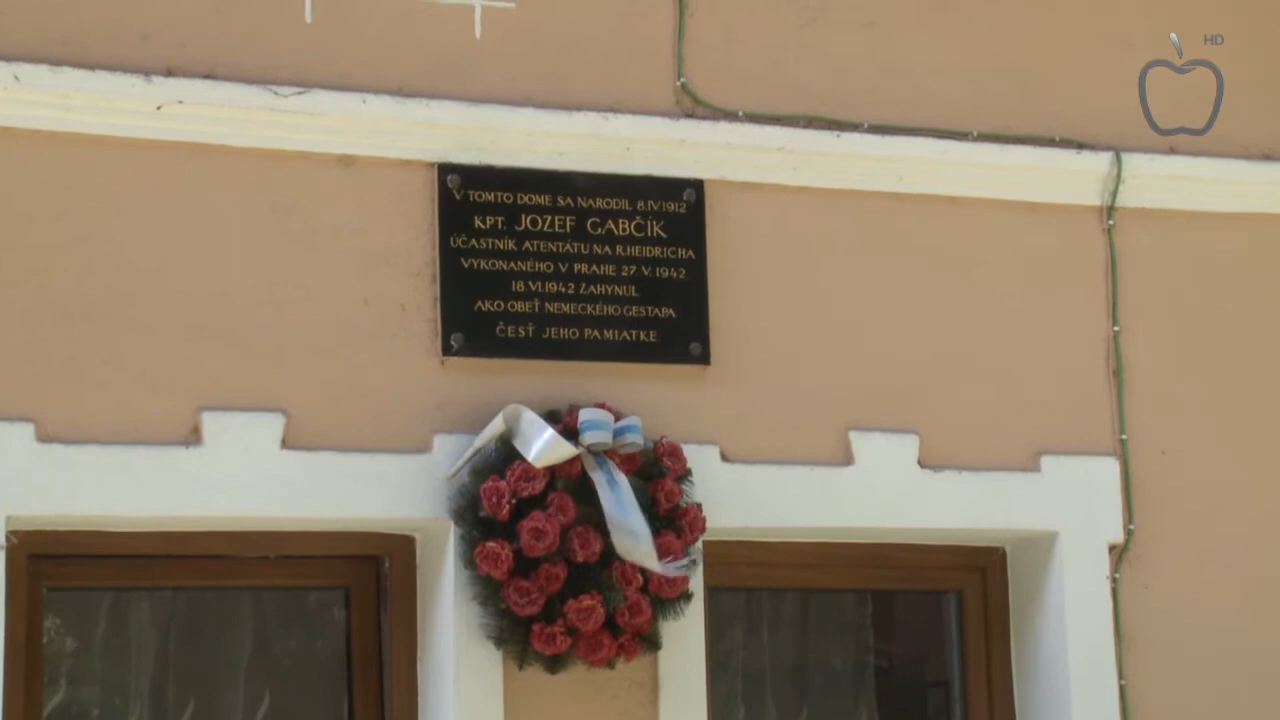 HD
V TOMTO DOME SA NARODIL 8.IV.1912
KPT. JOZEF GABČÍK
ÚČASTNÍK ATENTÁTU NA R.HEIDRICHA
VYKONANÉHO V PRAHE 27.V.1942
18.VI.1942 ZAHYNUL
AKO OBEŤ NEMECKÉHO GESTAPA
ČESŤ JEHO PAMIATKE.